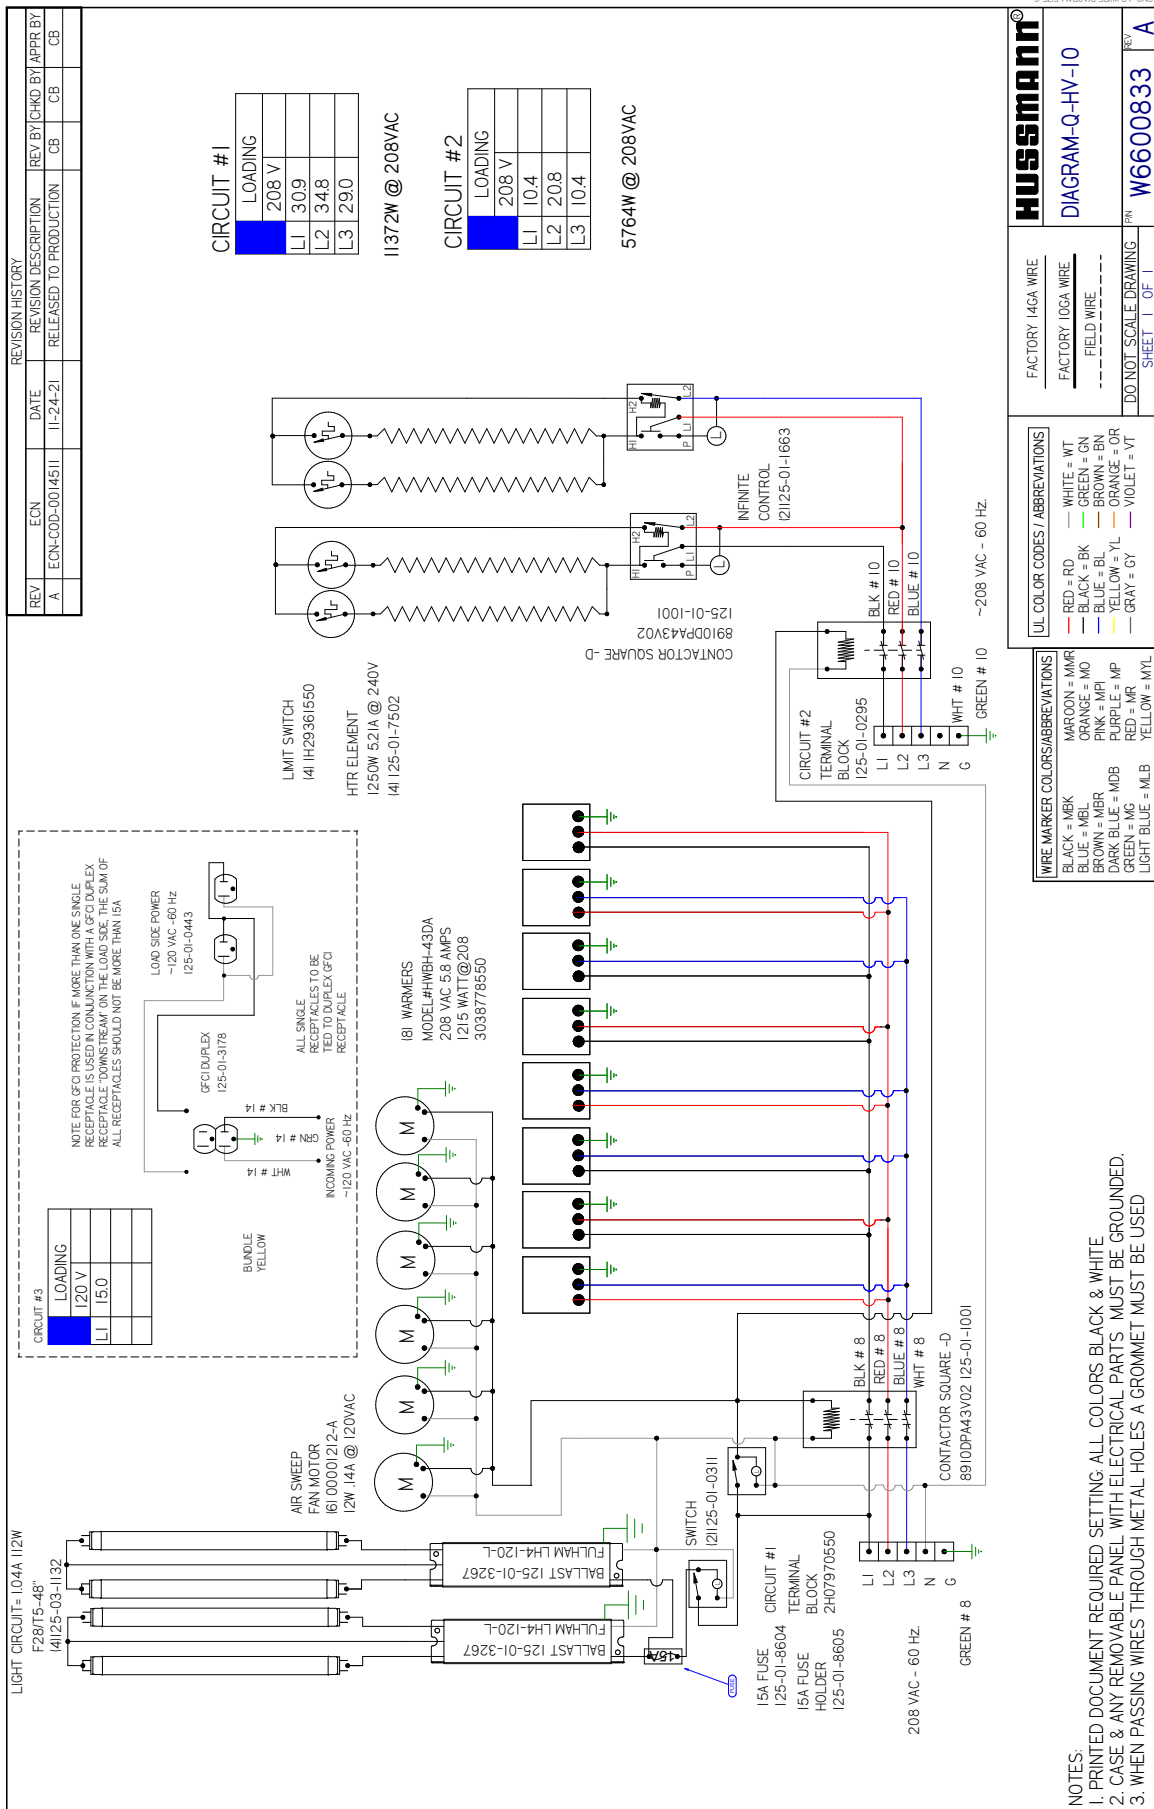 REVISION HISTORY
REV ECN DATE REVISION DESCRIPTION REV BY CHKD BY APPR BY
A ECN-COD-0014511 11-24-21 RELEASED TO PRODUCTION CB CB CB
LIGHT CIRCUIT= 1.04A 112W
F28/T5-48"
(4)125-03-1132
CIRCUIT #3
LOADING
120 V
L1 15.0
NOTE FOR GFCI PROTECTION IF MORE THAN ONE SINGLE
RECEPTACLE IS USED IN CONJUNCTION WITH A GFCI DUPLEX
RECEPTACLE "DOWNSTREAM" ON THE LOAD SIDE, THE SUM OF
ALL RECEPTACLES SHOULD NOT BE MORE THAN 15A
LOAD SIDE POWER
~120 VAC -60 Hz
125-01-0443
GFCI DUPLEX
125-01-3178
BUNDLE
YELLOW
WHT # 14
GRN # 14
BLK # 14
ALL SINGLE
RECEPTACLES TO BE
TIED TO DUPLEX GFCI
RECEPTACLE
INCOMING POWER
~120 VAC -60 Hz
CIRCUIT #1
LOADING
208 V
L1 30.9
L2 34.8
L3 29.0
11372W @ 208VAC
CIRCUIT #2
LOADING
208 V
L1 10.4
L2 20.8
L3 10.4
5764W @ 208VAC
AIR SWEEP
FAN MOTOR
(6) 00001212-A
12W .14A @ 120VAC
M
M
M
M
M
M
(8) WARMERS
MODEL#HWBH-43DA
208 VAC 5.8 AMPS
1215 WATT@208
3038778550
LIMIT SWITCH
(4) 1H29361550
HTR ELEMENT
1250W 5.21A @ 240V
(4) 125-01-7502
BALLAST 125-01-3267
FULHAM LH4-120-L
BALLAST 125-01-3267
FULHAM LH4-120-L
15A
FUSE
SWITCH
(2)125-01-0311
L
L
15A FUSE
125-01-8604
15A FUSE
HOLDER
125-01-8605
CIRCUIT #1
TERMINAL
BLOCK
2H07970550
L1
L2
L3
N
G
208 VAC - 60 Hz.
GREEN # 8
BLK # 8
RED # 8
BLUE # 8
WHT # 8
CONTACTOR SQUARE -D
8910DPA43V02 125-01-1001
CONTACTOR SQUARE -D
8910DPA43V02
125-01-1001
H1
H2
P
L1
L2
L
H1
H2
P
L1
L2
L
INFINITE
CONTROL
(2)125-01-1663
CIRCUIT #2
TERMINAL
BLOCK
125-01-0295
L1
L2
L3
N
G
BLK # 10
RED # 10
BLUE # 10
WHT # 10
GREEN # 10
~208 VAC - 60 Hz.
NOTES:
1. PRINTED DOCUMENT REQUIRED SETTING: ALL COLORS BLACK & WHITE
2. CASE & ANY REMOVABLE PANEL WITH ELECTRICAL PARTS MUST BE GROUNDED.
3. WHEN PASSING WIRES THROUGH METAL HOLES A GROMMET MUST BE USED
WIRE MARKER COLORS/ABBREVIATIONS
BLACK = MBK MAROON = MMR
BLUE = MBL ORANGE = MO
BROWN = MBR PINK = MPI
DARK BLUE = MDB PURPLE = MP
GREEN = MG RED = MR
LIGHT BLUE = MLB YELLOW = MYL
UL COLOR CODES / ABBREVIATIONS
RED = RD WHITE = WT
BLACK = BK GREEN = GN
BLUE = BL BROWN = BN
YELLOW = YL ORANGE = OR
GRAY = GY VIOLET = VT
FACTORY 14GA WIRE
FACTORY 10GA WIRE
FIELD WIRE
DO NOT SCALE DRAWING
SHEET 1 OF 1
HUSSMANN®
DIAGRAM-Q-HV-10
P/N W6600833 REV A